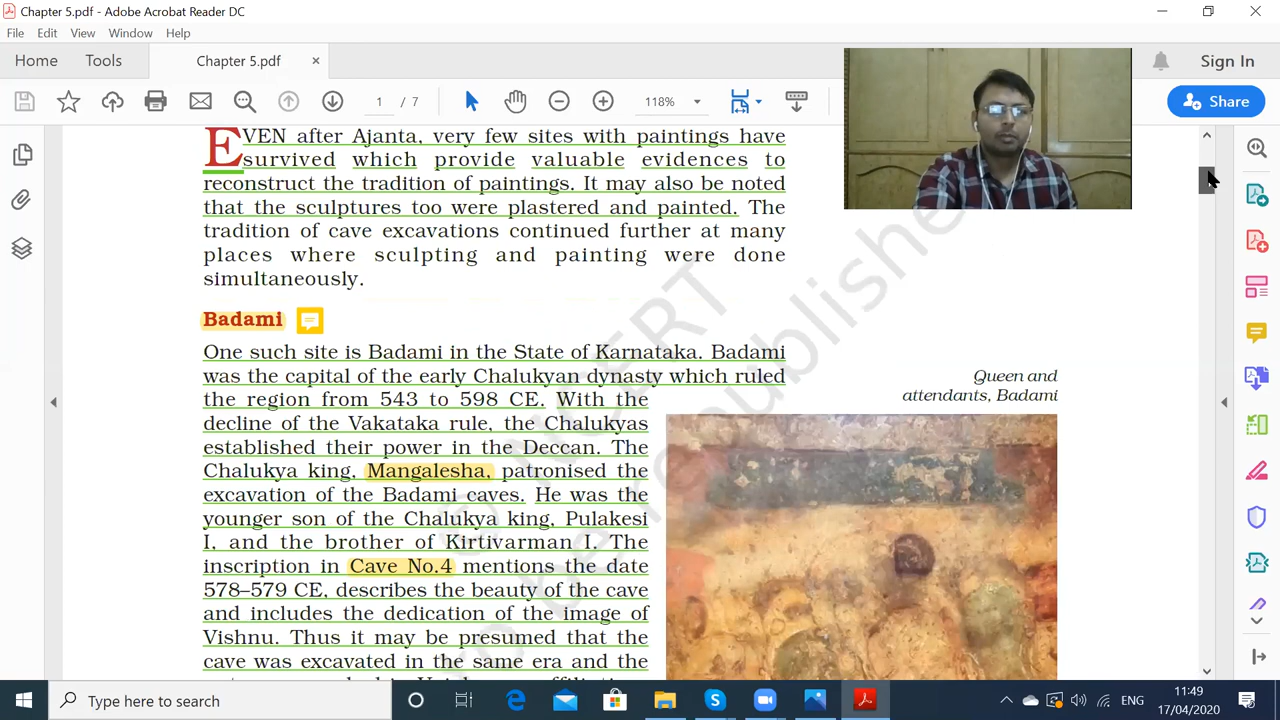 Chapter 5.pdf - Adobe Acrobat Reader DC
File Edit View Window Help
Home Tools Chapter 5.pdf × Sign In
1 / 7 118% Share
EVEN after Ajanta, very few sites with paintings have
survived which provide valuable evidences to
reconstruct the tradition of paintings. It may also be noted
that the sculptures too were plastered and painted. The
tradition of cave excavations continued further at many
places where sculpting and painting were done
simultaneously.
Badami
One such site is Badami in the State of Karnataka. Badami
was the capital of the early Chalukyan dynasty which ruled
the region from 543 to 598 CE. With the
decline of the Vakataka rule, the Chalukyas
established their power in the Deccan. The
Chalukya king, Mangalesha, patronised the
excavation of the Badami caves. He was the
younger son of the Chalukya king, Pulakesi
I, and the brother of Kirtivarman I. The
inscription in Cave No.4 mentions the date
578–579 CE, describes the beauty of the cave
and includes the dedication of the image of
Vishnu. Thus it may be presumed that the
cave was excavated in the same era and the
Queen and
attendants, Badami
© NCERT
be republished
Type here to search
ENG
11:49
17/04/2020